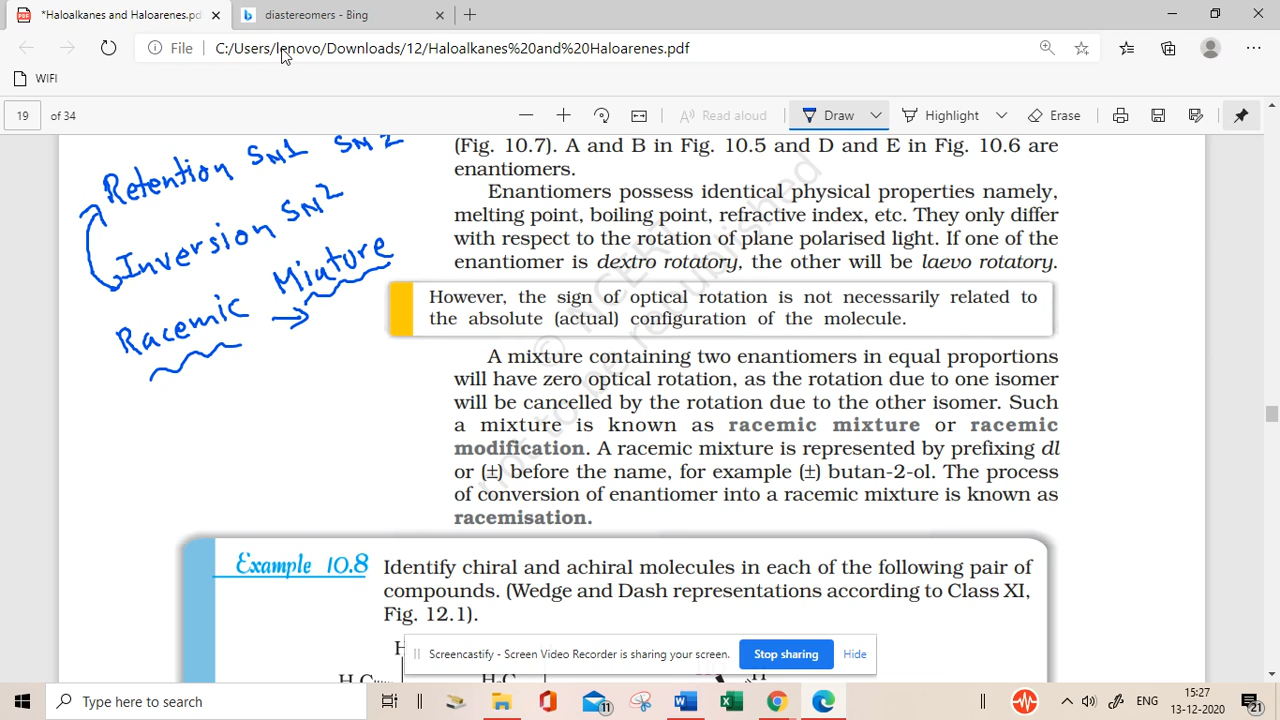 *Haloalkanes and Haloarenes.pd
diastereomers - Bing
File
C:/Users/lenovo/Downloads/12/Haloalkanes%20and%20Haloarenes.pdf
WIFI
19 of 34
Read aloud
Draw
Highlight
Erase
Retention SN1 SN2
Inversion SN2
Racemic → Mixture
(Fig. 10.7). A and B in Fig. 10.5 and D and E in Fig. 10.6 are
enantiomers.
Enantiomers possess identical physical properties namely,
melting point, boiling point, refractive index, etc. They only differ
with respect to the rotation of plane polarised light. If one of the
enantiomer is dextro rotatory, the other will be laevo rotatory.
However, the sign of optical rotation is not necessarily related to
the absolute (actual) configuration of the molecule.
A mixture containing two enantiomers in equal proportions
will have zero optical rotation, as the rotation due to one isomer
will be cancelled by the rotation due to the other isomer. Such
a mixture is known as racemic mixture or racemic
modification. A racemic mixture is represented by prefixing dl
or (±) before the name, for example (±) butan-2-ol. The process
of conversion of enantiomer into a racemic mixture is known as
racemisation.
© NCERT
not to be republished
Example 10.8
Identify chiral and achiral molecules in each of the following pair of
compounds. (Wedge and Dash representations according to Class XI,
Fig. 12.1).
Screencastify - Screen Video Recorder is sharing your screen.
Stop sharing
Hide
Type here to search
11
ENG
15:27
13-12-2020
21